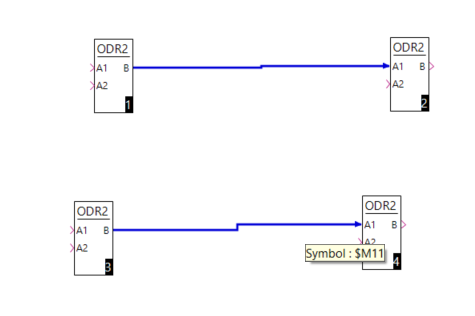 ODR2
A1 B
A2
1
ODR2
A1 B
A2
2
ODR2
A1 B
A2
3
ODR2
A1 B
A2
Symbol : $M11
4